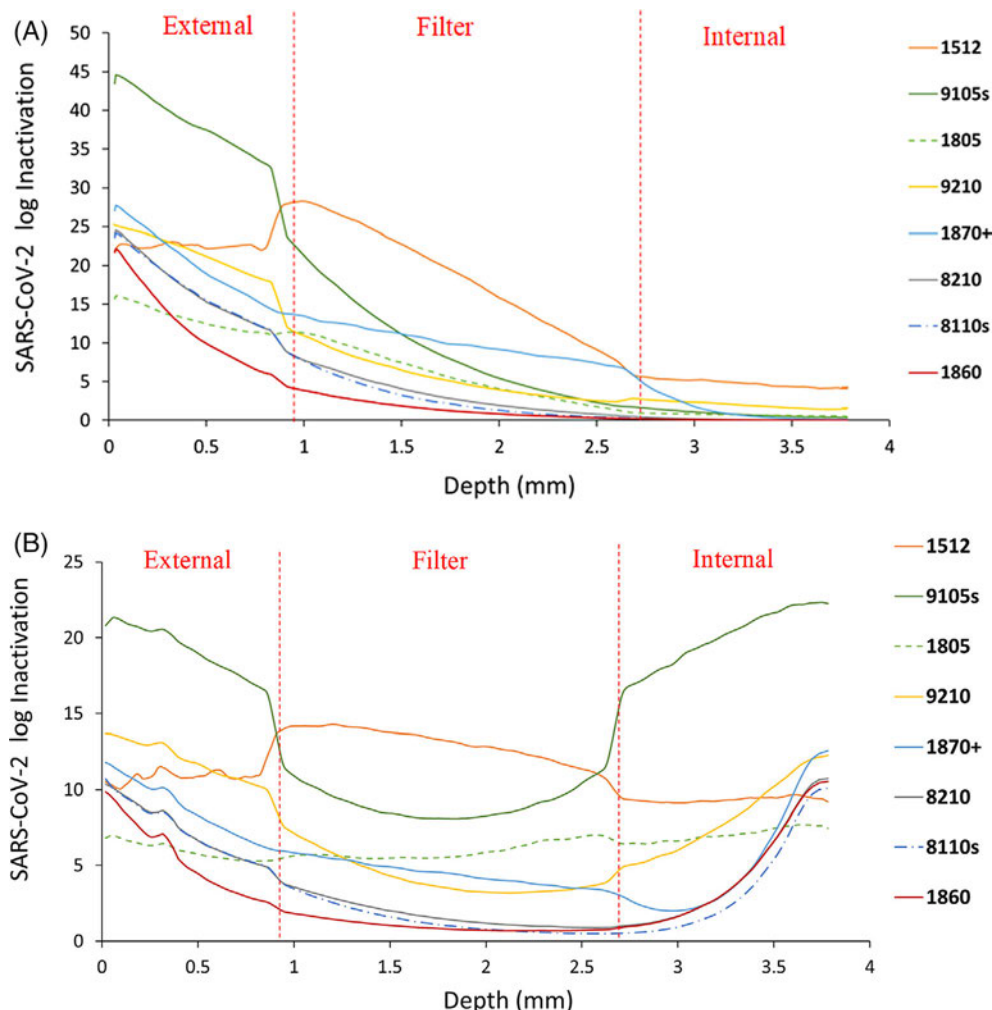 (A)
External Filter Internal
SARS-CoV-2 log Inactivation
50
45
40
35
30
25
20
15
10
5
0
0 0.5 1 1.5 2 2.5 3 3.5 4
Depth (mm)
1512
9105s
1805
9210
1870+
8210
8110s
1860
(B)
External Filter Internal
SARS-CoV-2 log Inactivation
25
20
15
10
5
0
0 0.5 1 1.5 2 2.5 3 3.5 4
Depth (mm)
1512
9105s
1805
9210
1870+
8210
8110s
1860